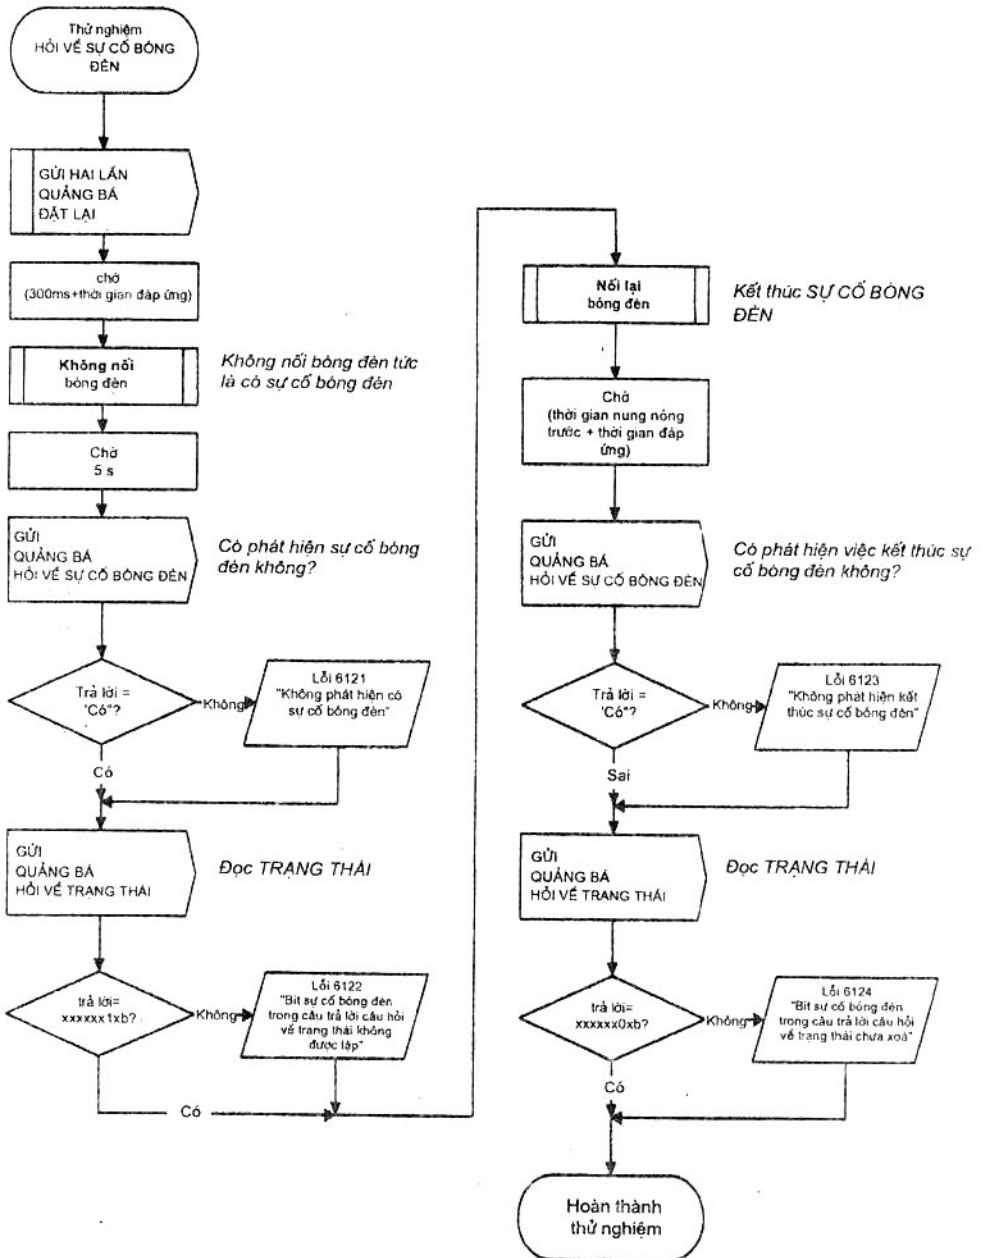 Thử nghiệm
HỎI VỀ SỰ CỐ BÓNG
ĐÈN
GỬI HAI LẦN
QUẢNG BÁ
ĐẶT LẠI
chờ
(300ms+thời gian đáp ứng)
Không nối
bóng đèn
Không nối bóng đèn tức
là có sự cố bóng đèn
Chờ
5 s
GỬI
QUẢNG BÁ
HỎI VỀ SỰ CỐ BÓNG ĐÈN
Có phát hiện sự cố bóng
đèn không?
Trả lời =
'Có"?
Không
Lỗi 6121
"Không phát hiện có
sự cố bóng đèn"
Có
GỬI
QUẢNG BÁ
HỎI VỀ TRẠNG THÁI
Đọc TRẠNG THÁI
trả lời=
xxxxxx1xb?
Không
Lỗi 6122
"Bit sự cố bóng đèn
trong câu trả lời câu hỏi
về trạng thái không
được lập"
Có
Nối lại
bóng đèn
Kết thúc SỰ CỐ BÓNG
ĐÈN
Chờ
(thời gian nung nóng
trước + thời gian đáp
ứng)
GỬI
QUẢNG BÁ
HỎI VỀ SỰ CỐ BÓNG ĐÈN
Có phát hiện việc kết thúc sự
cố bóng đèn không?
Trả lời =
'Có"?
Không
Lỗi 6123
"Không phát hiện kết
thúc sự cố bóng đèn"
Sai
GỬI
QUẢNG BÁ
HỎI VỀ TRẠNG THÁI
Đọc TRẠNG THÁI
trả lời=
xxxxxx0xb?
Không
Lỗi 6124
"Bit sự cố bóng đèn
trong câu trả lời câu hỏi
về trạng thái chưa xoá"
Có
Hoàn thành
thử nghiệm